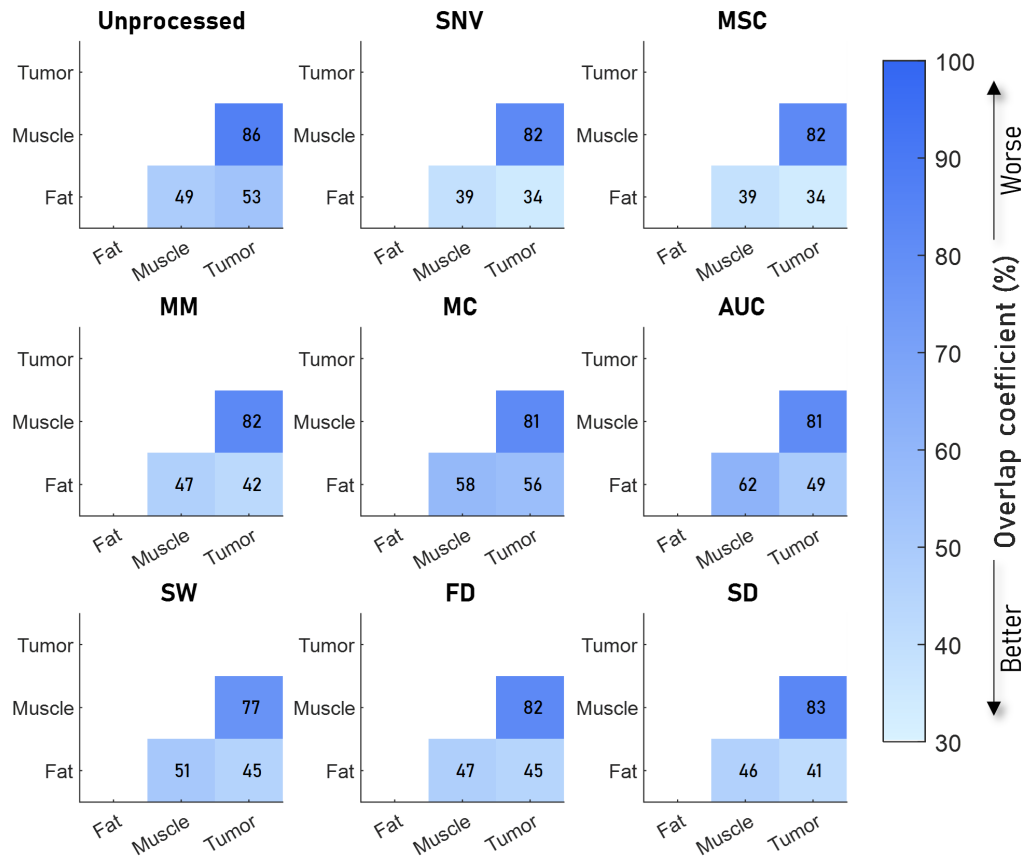 Unprocessed SNV MSC
Tumor
Muscle 86 Muscle 82 Muscle 82
Fat 49 53 Fat 39 34 Fat 39 34
Fat Muscle Tumor Fat Muscle Tumor Fat Muscle Tumor
MM MC AUC
Tumor Tumor Tumor
Muscle 82 Muscle 81 Muscle 81
Fat 47 42 Fat 58 56 Fat 62 49
Fat Muscle Tumor Fat Muscle Tumor Fat Muscle Tumor
SW FD SD
Tumor Tumor Tumor
Muscle 77 Muscle 82 Muscle 83
Fat 51 45 Fat 47 45 Fat 46 41
Fat Muscle Tumor Fat Muscle Tumor Fat Muscle Tumor
100
90
80
70
60
50
40
30
Better Overlap coefficient (%) Worse